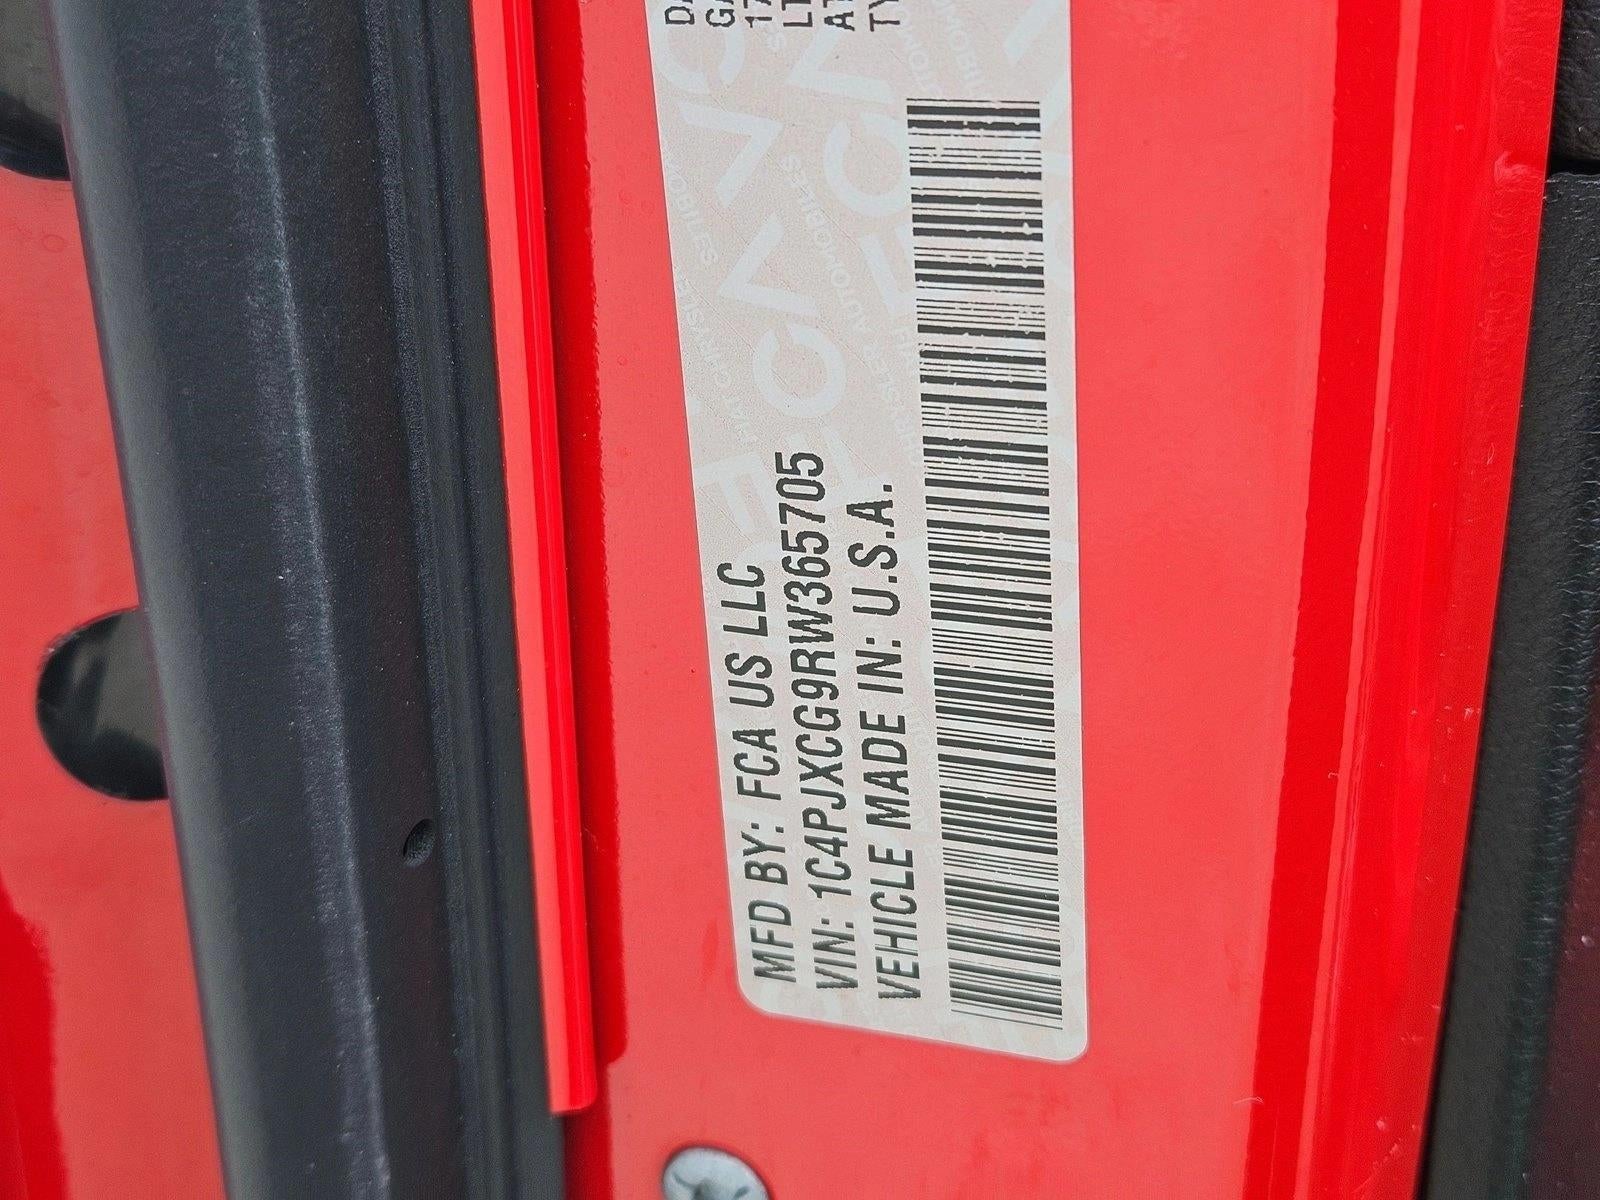 MFD BY: FCA US LLC
VIN: 1C4PJXCG9RW365705
VEHICLE MADE IN: U.S.A.